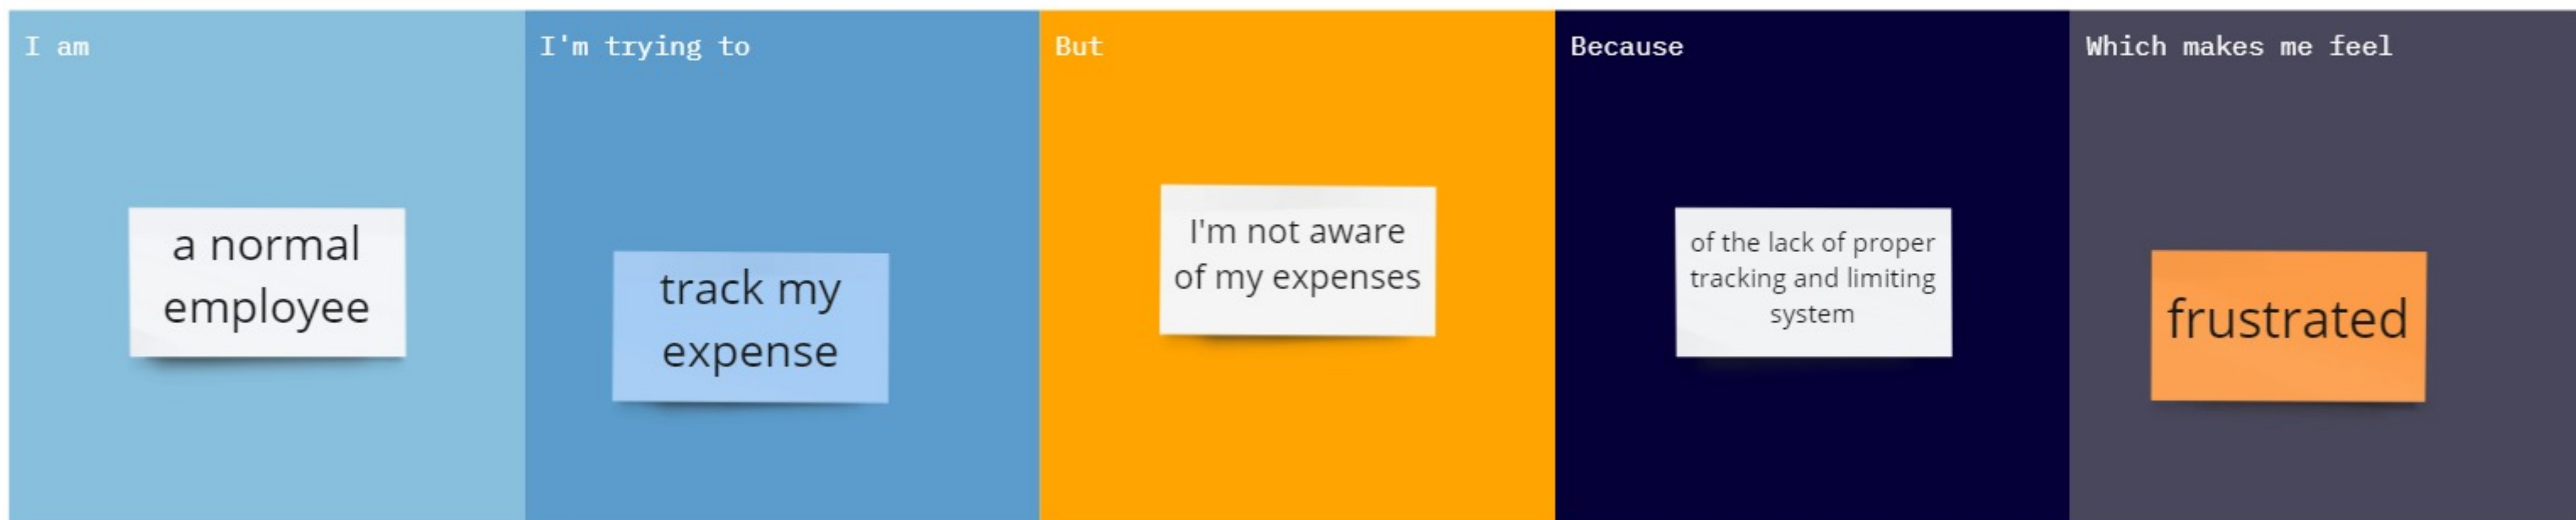 I am
a normal
employee
I'm trying to
track my
expense
But
I'm not aware
of my expenses
Because
of the lack of proper
tracking and limiting
system
Which makes me feel
frustrated